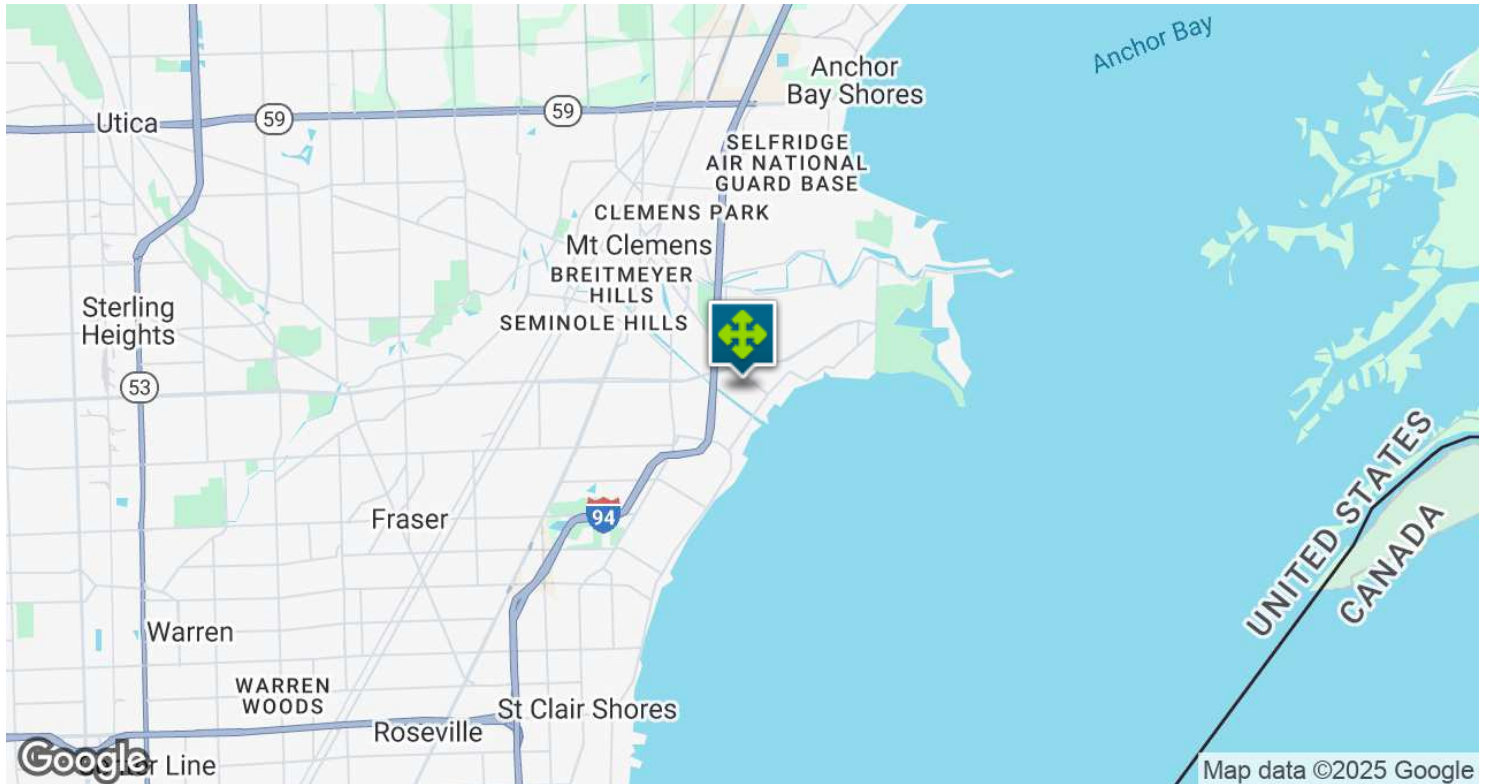 Anchor Bay
Anchor
Bay Shores
59
59
Utica
SELFRIDGE
AIR NATIONAL
GUARD BASE
CLEMENS PARK
Mt Clemens
BREITMEYER
HILLS
Sterling
Heights
SEMINOLE HILLS
53
UNITED STATES
CANADA
Fraser
94
Warren
WARREN
WOODS
St Clair Shores
Roseville
Google
Line
Map data ©2025 Google